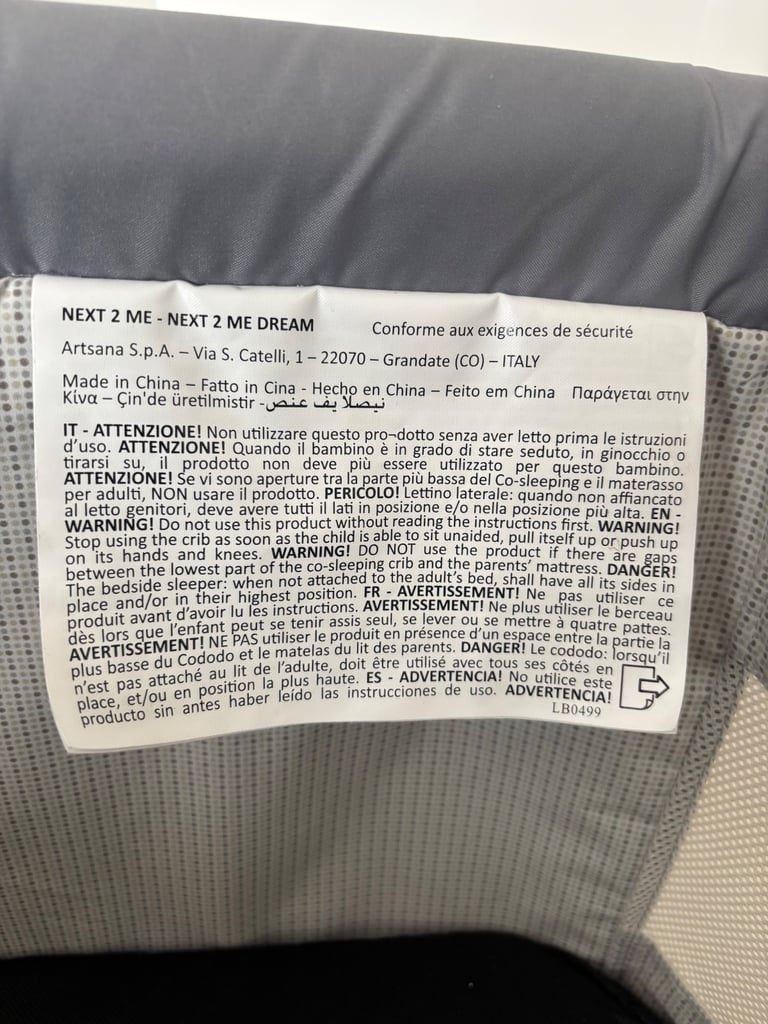 NEXT 2 ME - NEXT 2 ME DREAM Conforme aux exigences de sécurité
Artsana S.p.A. – Via S. Catelli, 1 – 22070 – Grandate (CO) – ITALY
Made in China – Fatto in Cina - Hecho en China – Feito em China Παράγεται στην
Κίνα – Çin'de üretilmistir -نيصلا يف عنص
IT - ATTENZIONE! Non utilizzare questo pro¬dotto senza aver letto prima le istruzioni
d'uso. ATTENZIONE! Quando il bambino è in grado di stare seduto, in ginocchio o
tirarsi su, il prodotto non deve più essere utilizzato per questo bambino.
ATTENZIONE! Se vi sono aperture tra la parte più bassa del Co-sleeping e il materasso
per adulti, NON usare il prodotto. PERICOLO! Lettino laterale: quando non affiancato
al letto genitori, deve avere tutti il lati in posizione e/o nella posizione più alta. EN -
WARNING! Do not use this product without reading the instructions first. WARNING!
Stop using the crib as soon as the child is able to sit unaided, pull itself up or push up
on its hands and knees. WARNING! DO NOT use the product if there are gaps
between the lowest part of the co-sleeping crib and the parents' mattress. DANGER!
The bedside sleeper: when not attached to the adult's bed, shall have all its sides in
place and/or in their highest position. FR - AVERTISSEMENT! Ne pas utiliser ce
produit avant d'avoir lu les instructions. AVERTISSEMENT! Ne plus utiliser le berceau
dès lors que l'enfant peut se tenir assis seul, se lever ou se mettre à quatre pattes.
AVERTISSEMENT! NE PAS utiliser le produit en présence d'un espace entre la partie la
plus basse du Cododo et le matelas du lit des parents. DANGER! Le cododo: lorsqu'il
n'est pas attaché au lit de l'adulte, doit être utilisé avec tous ses côtés en
place, et/ou en position la plus haute. ES - ADVERTENCIA! No utilice este
producto sin antes haber leído las instrucciones de uso. ADVERTENCIA!
LB0499